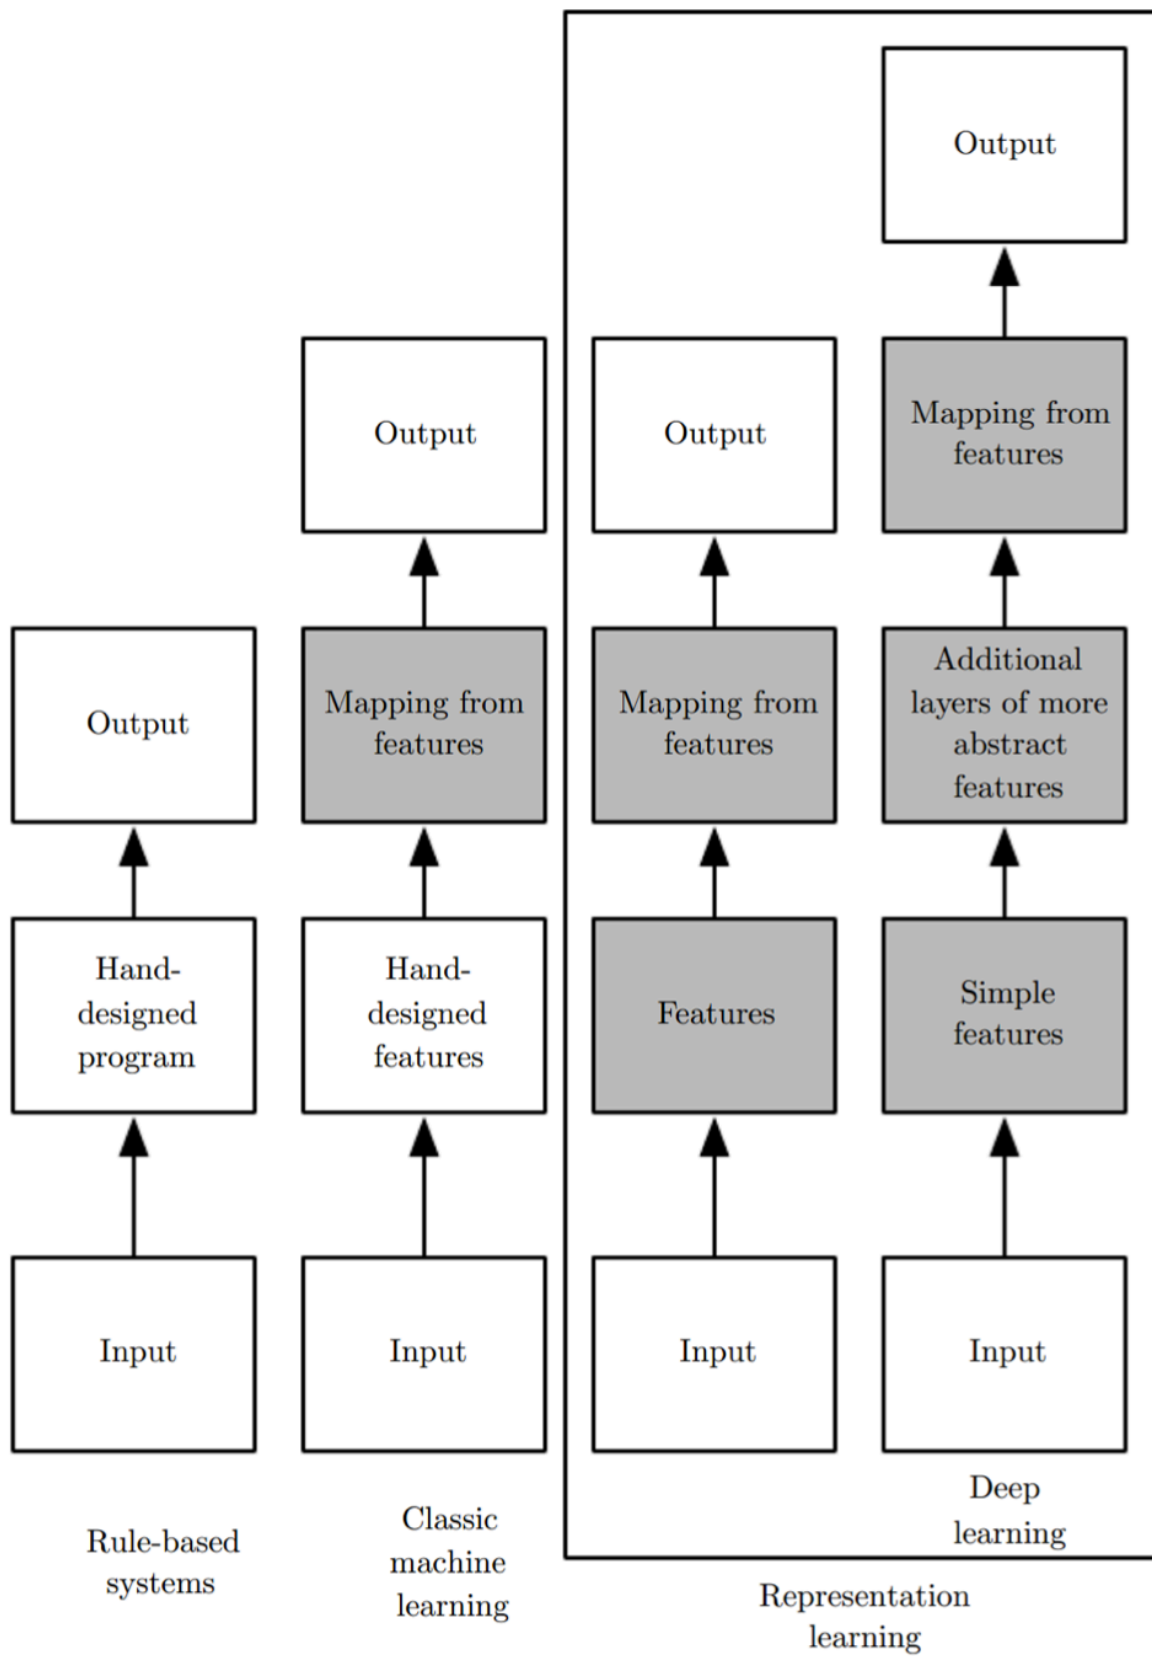 Output
Output
Output
Mapping from
features
Output
Mapping from
features
Mapping from
features
Additional
layers of more
abstract
features
Hand-
designed
program
Hand-
designed
features
Features
Simple
features
Input
Input
Input
Input
Rule-based
systems
Classic
machine
learning
Deep
learning
Representation
learning